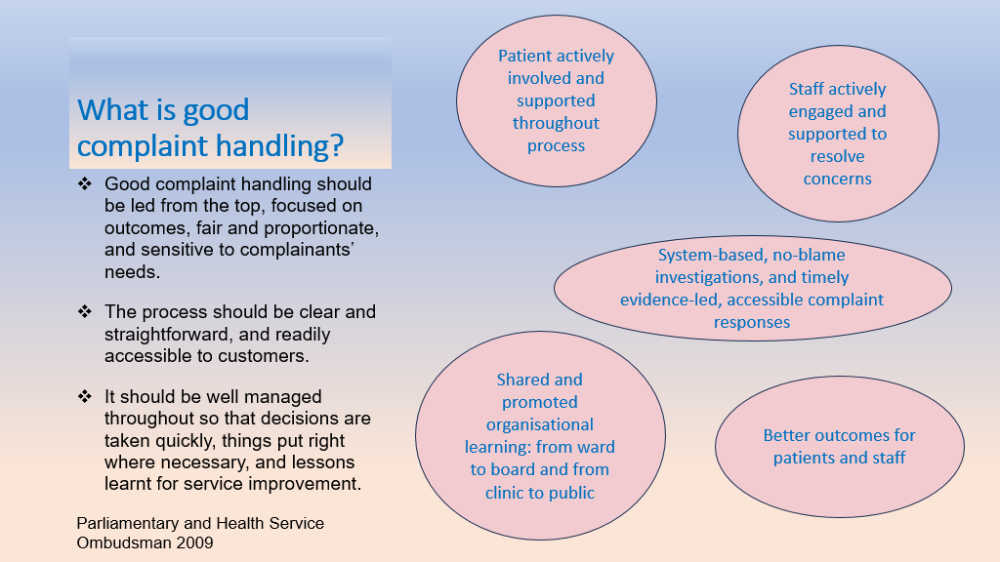 What is good
complaint handling?
❖ Good complaint handling should
be led from the top, focused on
outcomes, fair and proportionate,
and sensitive to complainants’
needs.
❖ The process should be clear and
straightforward, and readily
accessible to customers.
❖ It should be well managed
throughout so that decisions are
taken quickly, things put right
where necessary, and lessons
learnt for service improvement.
Parliamentary and Health Service
Ombudsman 2009
Patient actively
involved and
supported
throughout
process
Staff actively
engaged and
supported to
resolve
concerns
System-based, no-blame
investigations, and timely
evidence-led, accessible complaint
responses
Shared and
promoted
organisational
learning: from ward
to board and from
clinic to public
Better outcomes for
patients and staff